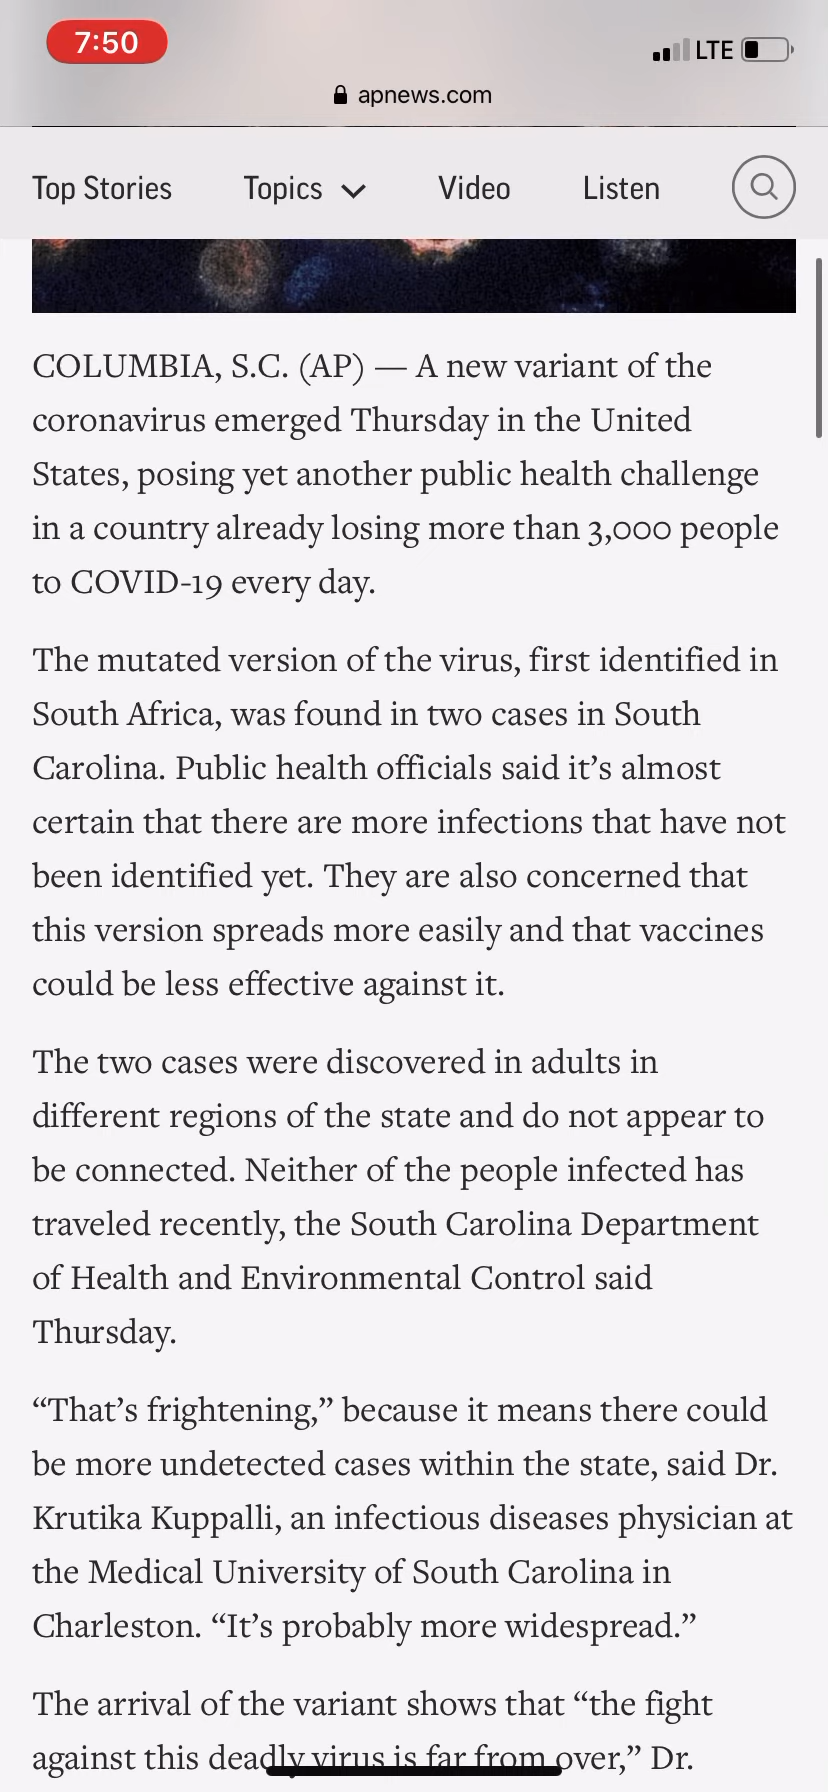 7:50
LTE
apnews.com
Top Stories Topics Video Listen
COLUMBIA, S.C. (AP) — A new variant of the
coronavirus emerged Thursday in the United
States, posing yet another public health challenge
in a country already losing more than 3,000 people
to COVID-19 every day.
The mutated version of the virus, first identified in
South Africa, was found in two cases in South
Carolina. Public health officials said it’s almost
certain that there are more infections that have not
been identified yet. They are also concerned that
this version spreads more easily and that vaccines
could be less effective against it.
The two cases were discovered in adults in
different regions of the state and do not appear to
be connected. Neither of the people infected has
traveled recently, the South Carolina Department
of Health and Environmental Control said
Thursday.
“That’s frightening,” because it means there could
be more undetected cases within the state, said Dr.
Krutika Kuppalli, an infectious diseases physician at
the Medical University of South Carolina in
Charleston. “It’s probably more widespread.”
The arrival of the variant shows that “the fight
against this deadly virus is far from over,” Dr.